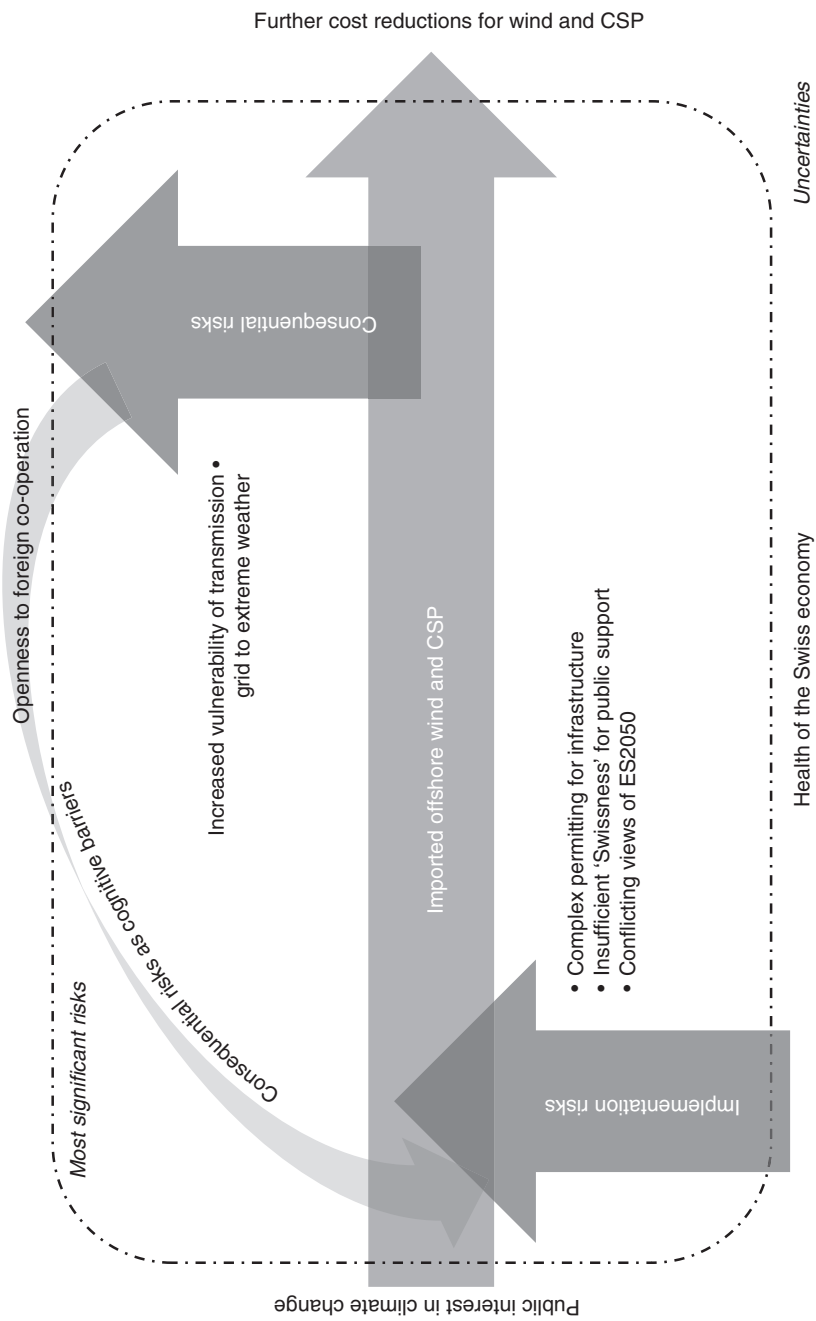 Openness to foreign co-operation
Most significant risks
Consequential risks as cognitive barriers
Increased vulnerability of transmission •
grid to extreme weather
Consequential risks
Public interest in climate change
Imported offshore wind and CSP
Further cost reductions for wind and CSP
Implementation risks
• Complex permitting for infrastructure
• Insufficient ‘Swissness’ for public support
• Conflicting views of ES2050
Health of the Swiss economy
Uncertainties